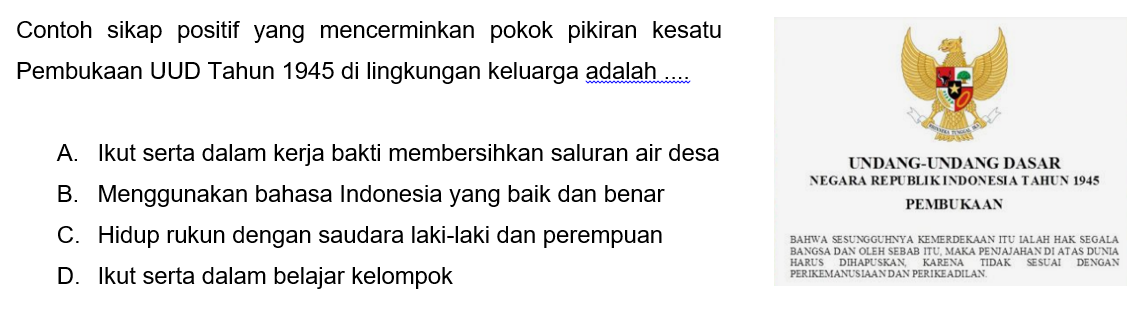 Contoh sikap positif yang mencerminkan pokok pikiran kesatu
Pembukaan UUD Tahun 1945 di lingkungan keluarga adalah ....
A. Ikut serta dalam kerja bakti membersihkan saluran air desa
B. Menggunakan bahasa Indonesia yang baik dan benar
C. Hidup rukun dengan saudara laki-laki dan perempuan
D. Ikut serta dalam belajar kelompok
UNDANG-UNDANG DASAR
NEGARA REPUBLIK INDONESIA TAHUN 1945
PEMBUKAAN
BAHWA SESUNGGUHNYA KEMERDEKAAN ITU IALAH HAK SEGALA
BANGSA DAN OLEH SEBAB ITU, MAKA PENJAJAHAN DI ATAS DUNIA
HARUS DIHAPUSKAN, KARENA TIDAK SESUAI DENGAN
PERIKEMANUSIAAN DAN PERIKEADILAN.